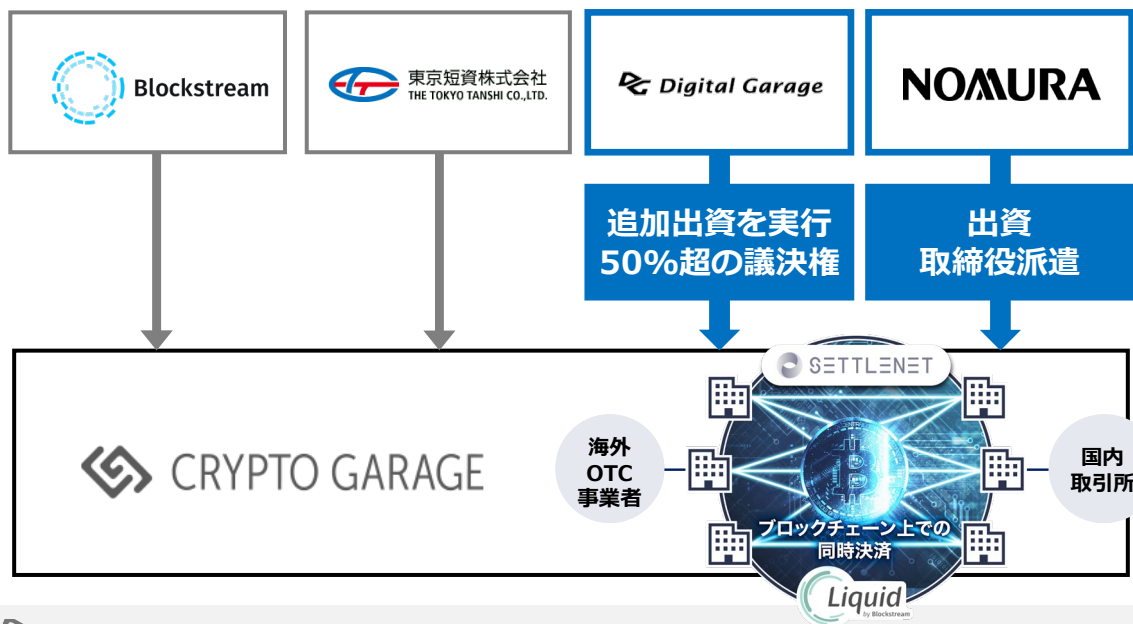 Blockstream
東京短資株式会社
THE TOKYO TANSHI CO.,LTD.
Digital Garage
NOMURA
追加出資を実行
50%超の議決権
出資
取締役派遣
CRYPTO GARAGE
SETTLENET
海外
OTC
事業者
国内
取引所
ブロックチェーン上での
同時決済
Liquid
by Blockstream